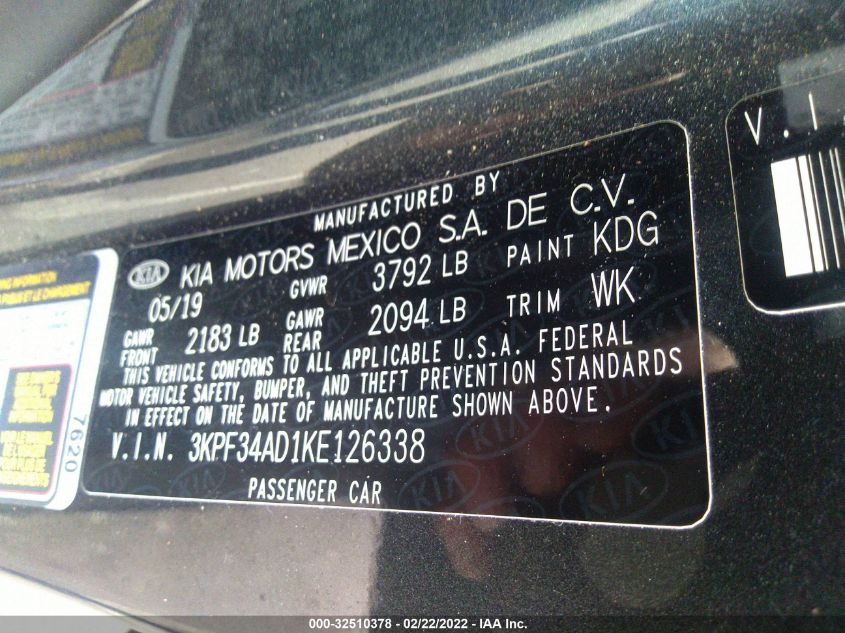 MANUFACTURED BY
KIA KIA MOTORS MEXICO S.A. DE C.V.
05/19 GVWR 3792 LB PAINT KDG
GAWR FRONT 2183 LB GAWR REAR 2094 LB TRIM WK
THIS VEHICLE CONFORMS TO ALL APPLICABLE U.S.A. FEDERAL
MOTOR VEHICLE SAFETY, BUMPER, AND THEFT PREVENTION STANDARDS
IN EFFECT ON THE DATE OF MANUFACTURE SHOWN ABOVE.
V.I.N. 3KPF34AD1KE126338
PASSENGER CAR
7620
V.I
000-32510378 - 02/22/2022 - IAA Inc.